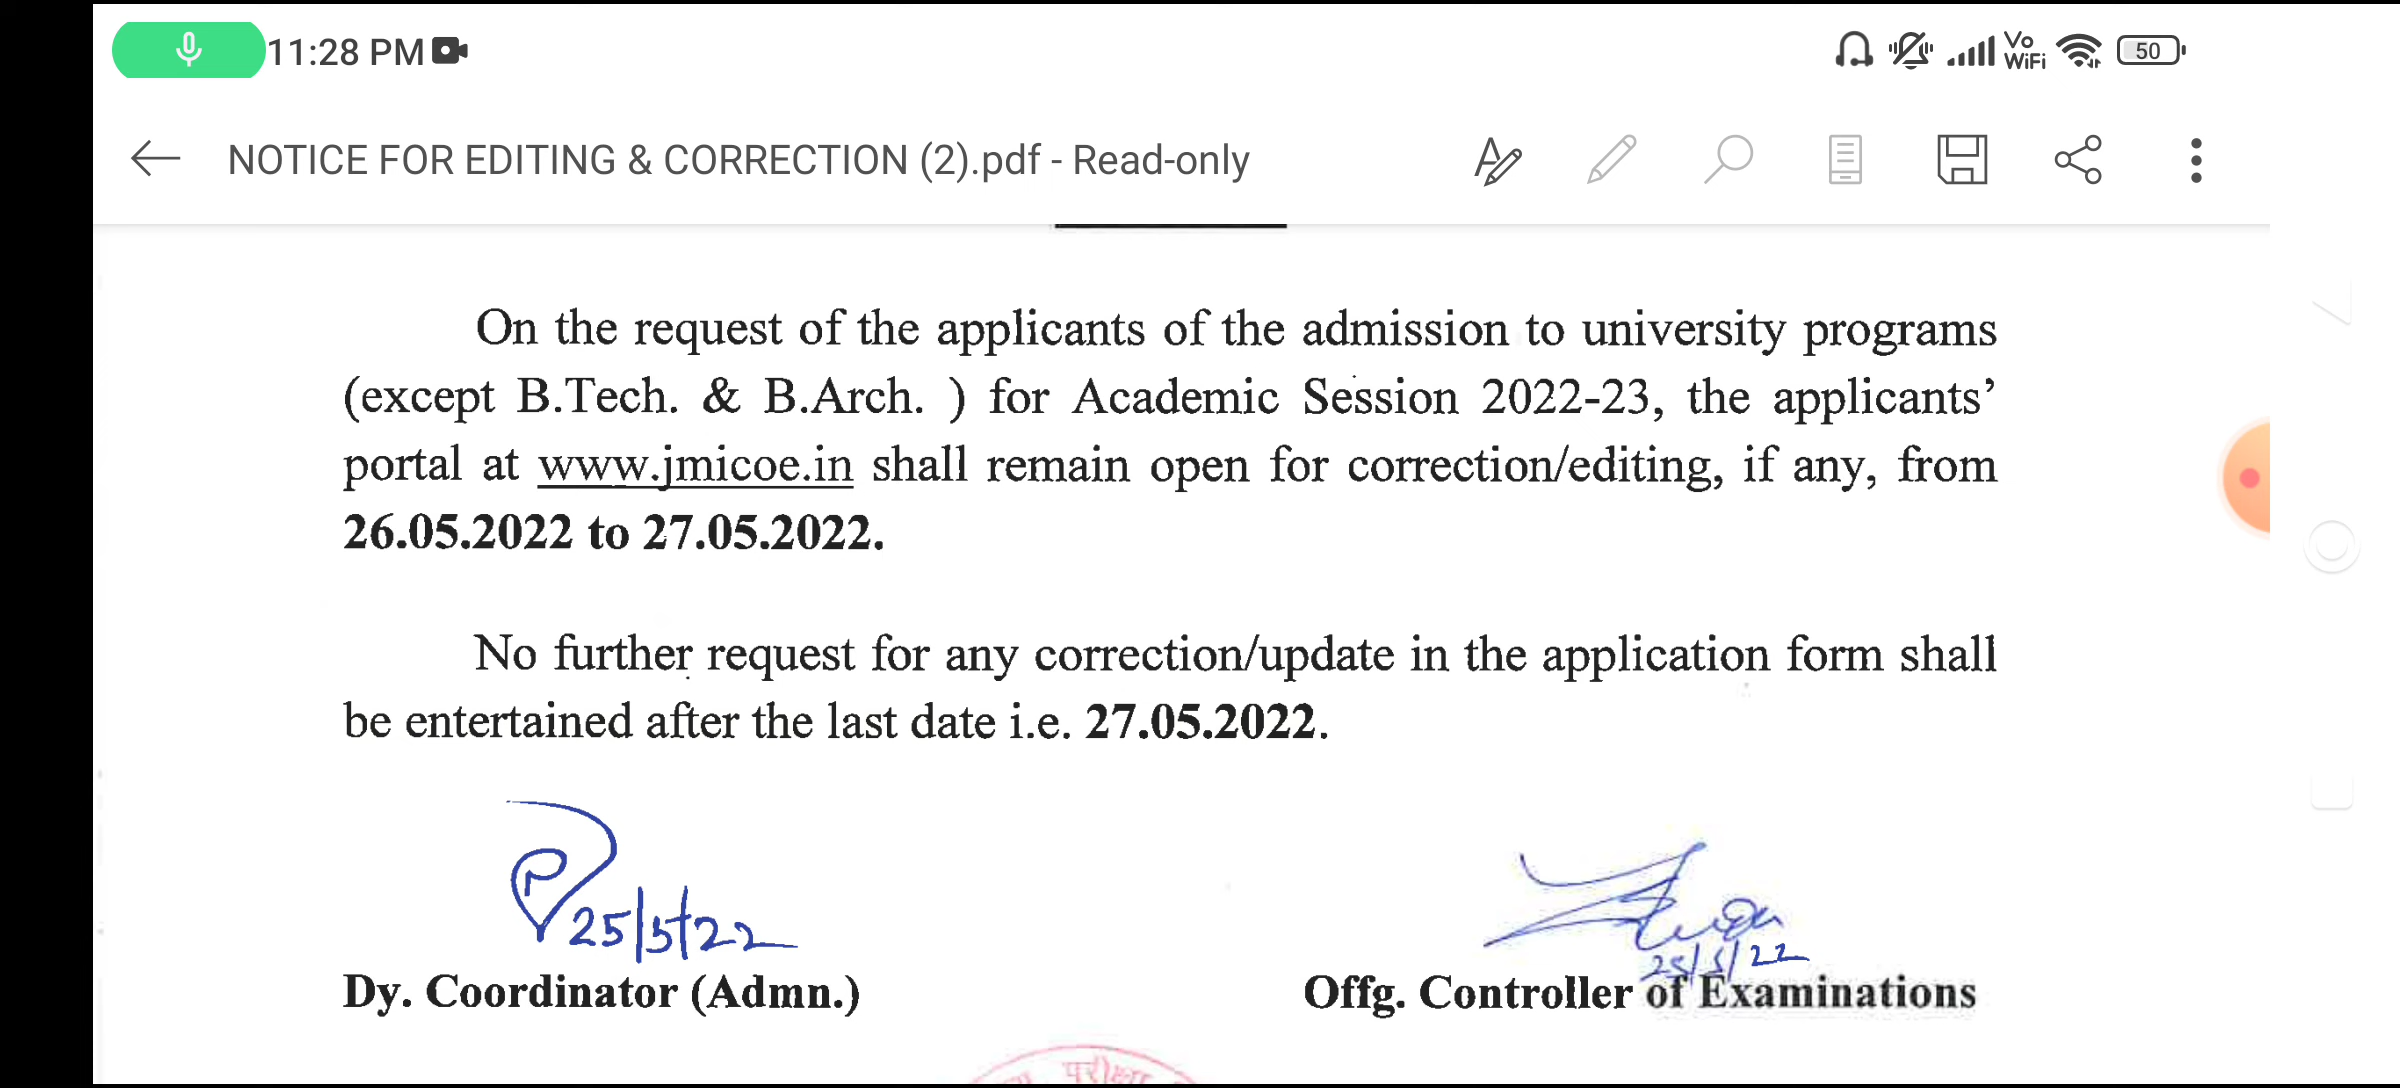 11:28 PM
Vo
WiFi
50
NOTICE FOR EDITING & CORRECTION (2).pdf - Read-only
On the request of the applicants of the admission to university programs
(except B.Tech. & B.Arch. ) for Academic Session 2022-23, the applicants’
portal at www.jmicoe.in shall remain open for correction/editing, if any, from
26.05.2022 to 27.05.2022.
No further request for any correction/update in the application form shall
be entertained after the last date i.e. 27.05.2022.
25/5/22
25/5/22
Dy. Coordinator (Admn.)
Offg. Controller of Examinations
परीक्षा